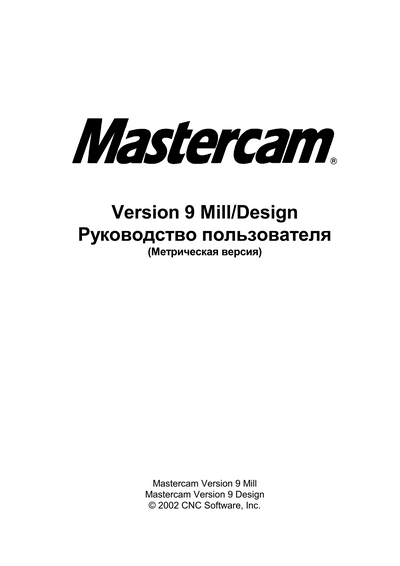 Mastercam®
Version 9 Mill/Design
Руководство пользователя
(Метрическая версия)
Mastercam Version 9 Mill
Mastercam Version 9 Design
© 2002 CNC Software, Inc.